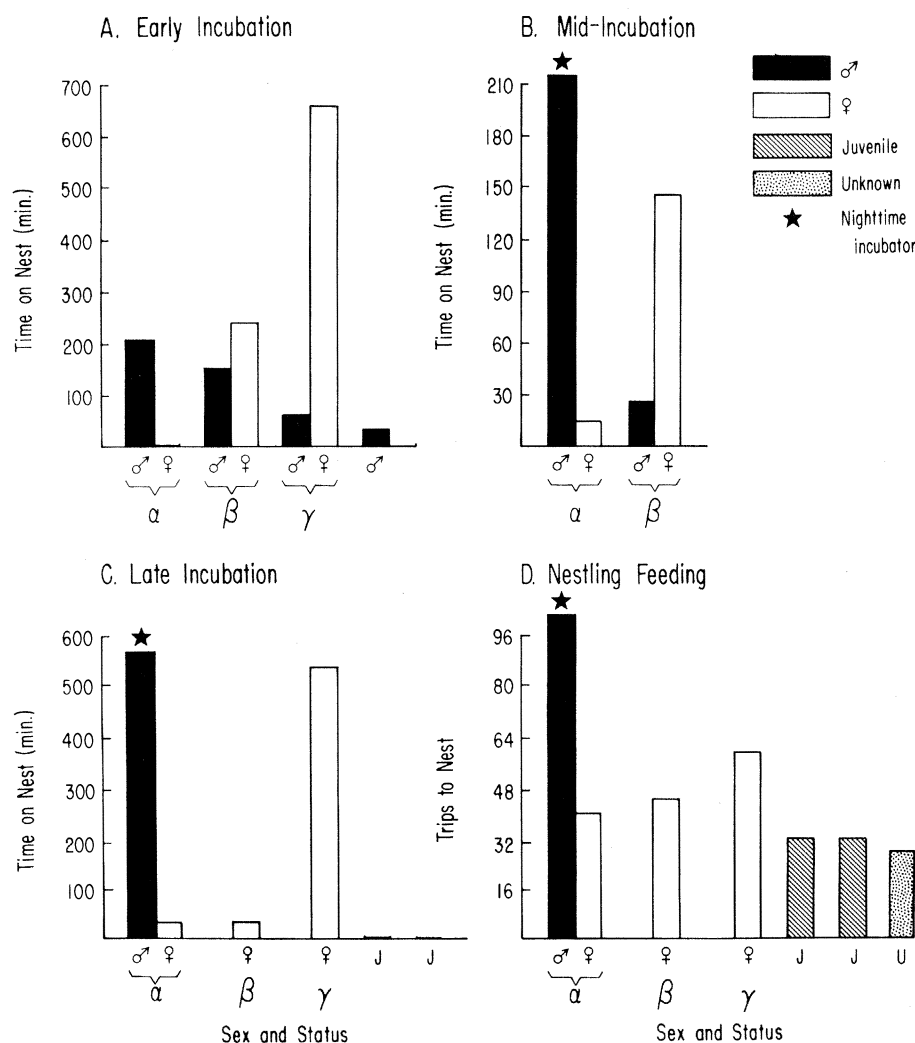 A. Early Incubation
Time on Nest (min.)
700
600
500
400
300
200
100
♂ ♀ ♂ ♀ ♂ ♀ ♂
α β γ
B. Mid-Incubation
Time on Nest (min.)
★
210
180
150
120
90
60
30
♂ ♀ ♂ ♀
α β
♂
♀
Juvenile
Unknown
★ Nighttime
incubator
C. Late Incubation
Time on Nest (min.)
★
600
500
400
300
200
100
♂ ♀ ♀ ♀ J J
α β γ
Sex and Status
D. Nestling Feeding
Trips to Nest
★
96
80
64
48
32
16
♂ ♀ ♀ ♀ J J U
α β γ
Sex and Status